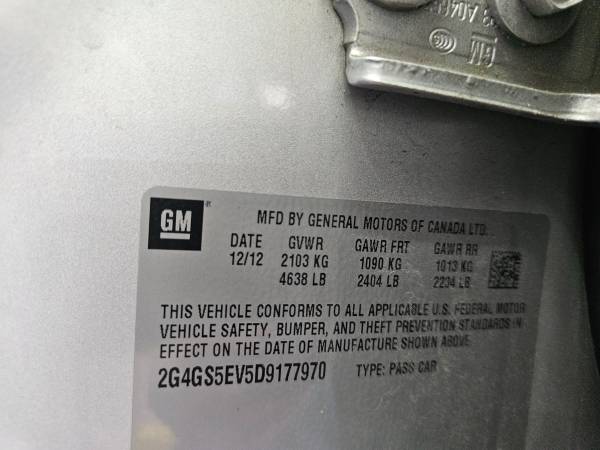 GM
GM
MFD BY GENERAL MOTORS OF CANADA LTD.
DATE GVWR GAWR FRT GAWR RR
12/12 2103 KG 1090 KG 1013 KG
4638 LB 2404 LB 2234 LB
THIS VEHICLE CONFORMS TO ALL APPLICABLE U.S. FEDERAL MOTOR
VEHICLE SAFETY, BUMPER, AND THEFT PREVENTION STANDARDS IN
EFFECT ON THE DATE OF MANUFACTURE SHOWN ABOVE.
2G4GS5EV5D9177970 TYPE: PASS CAR